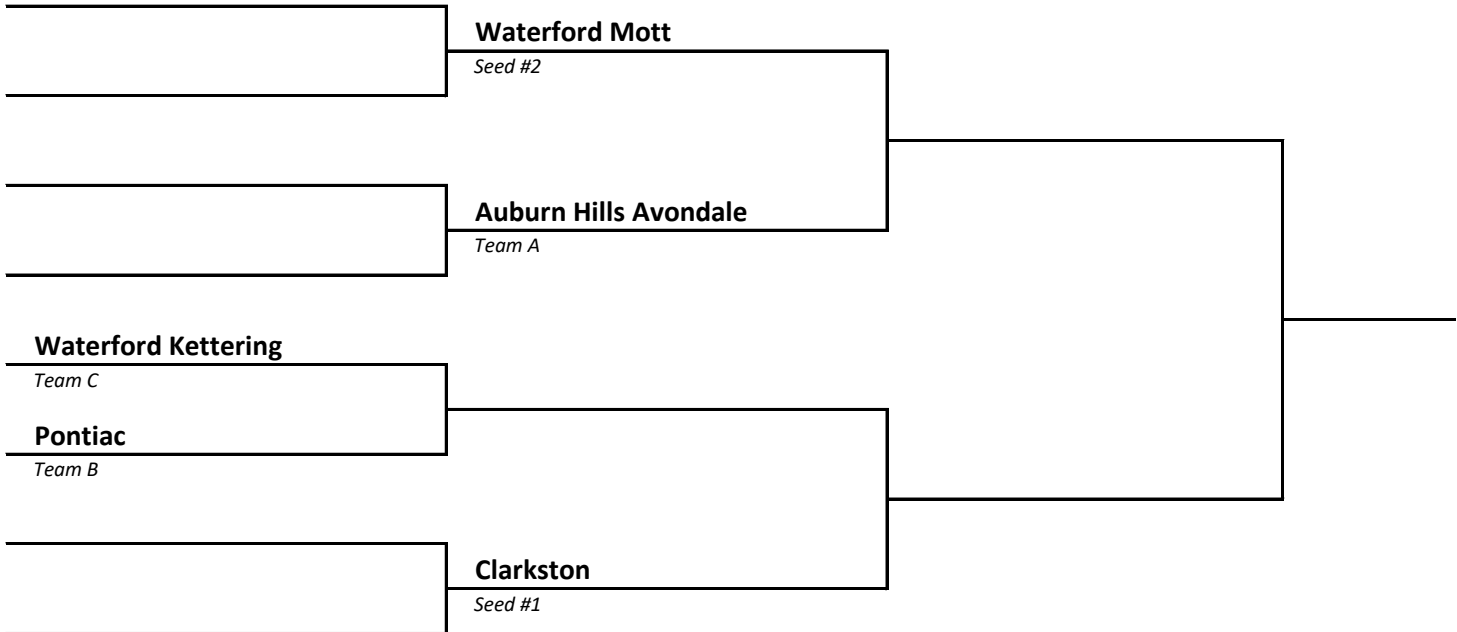 Waterford Mott
Seed #2
Auburn Hills Avondale
Team A
Waterford Kettering
Team C
Pontiac
Team B
Clarkston
Seed #1